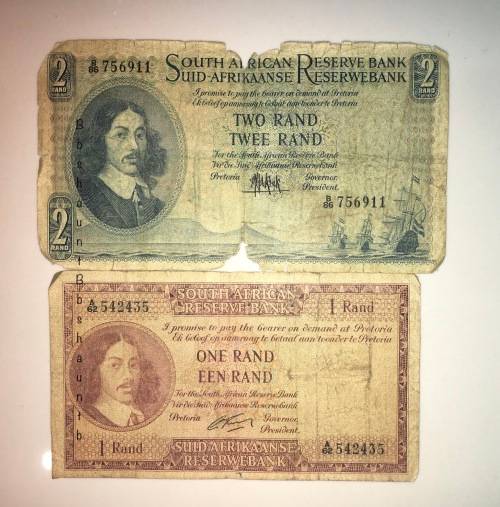 2
RAND
B/86 756911
SOUTH AFRICAN RESERVE BANK
SUID-AFRIKAANSE RESERWEBANK
2
RAND
I promise to pay the bearer on demand at Pretoria
Ek beloof op aanvraag te betaal aan toonder te Pretoria
TWO RAND
TWEE RAND
For the South African Reserve Bank
Vir die Suid-Afrikaanse Reserwebank
Pretoria
Governor.
President.
B/86 756911
2
RAND
SOUTH AFRICAN
RESERVE BANK
A/62 542435
1 Rand
I promise to pay the bearer on demand at Pretoria
Ek beloof op aanvraag te betaal aan toonder te Pretoria
ONE RAND
EEN RAND
For the South African Reserve Bank
Vir die Suid-Afrikaanse Reserwebank
Pretoria
Governor.
President.
1 Rand
SUID-AFRIKAANSE
RESERWEBANK
A/62 542435